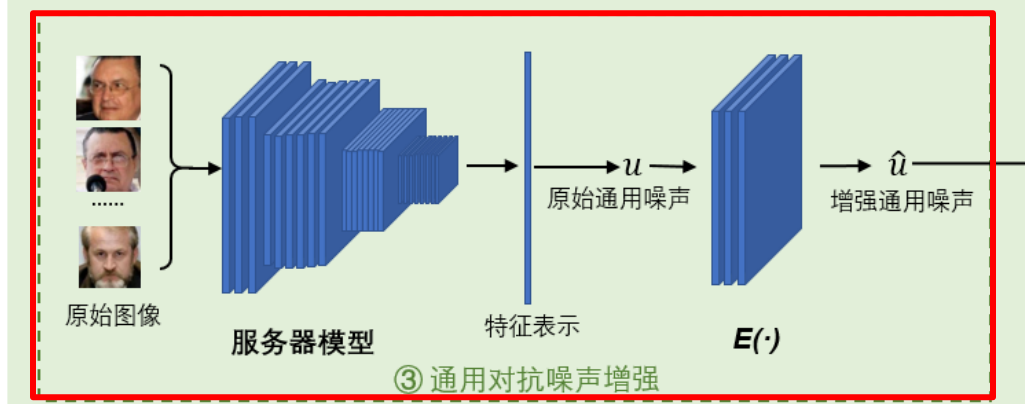 ......
原始图像
服务器模型
特征表示
u
原始通用噪声
E(·)
û
增强通用噪声
③ 通用对抗噪声增强